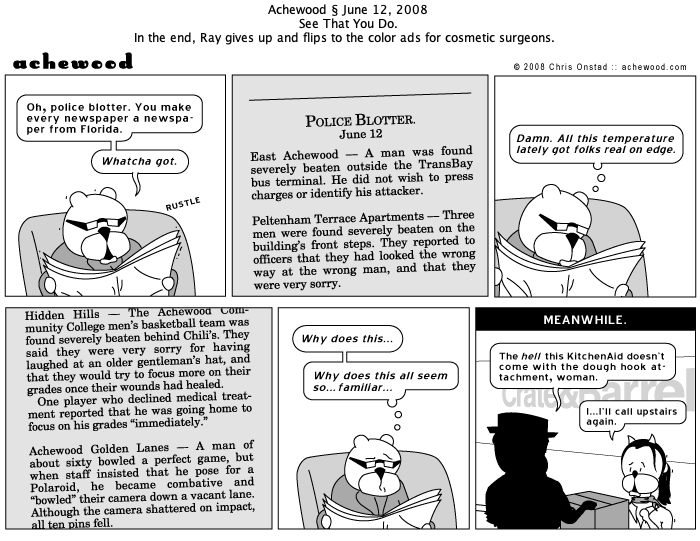 Achewood § June 12, 2008
See That You Do.
In the end, Ray gives up and flips to the color ads for cosmetic surgeons.
achewood
© 2008 Chris Onstad :: achewood.com
Oh, police blotter. You make
every newspaper a newspa-
per from Florida.
Whatcha got.
RUSTLE
POLICE BLOTTER.
June 12
East Achewood — A man was found
severely beaten outside the TransBay
bus terminal. He did not wish to press
charges or identify his attacker.
Peltenham Terrace Apartments — Three
men were found severely beaten on the
building's front steps. They reported to
officers that they had looked the wrong
way at the wrong man, and that they
were very sorry.
Damn. All this temperature
lately got folks real on edge.
Hidden Hills — The Achewood Com-
munity College men's basketball team was
found severely beaten behind Chili's. They
said they were very sorry for having
laughed at an older gentleman's hat, and
that they would try to focus more on their
grades once their wounds had healed.
One player who declined medical treat-
ment reported that he was going home to
focus on his grades "immediately."
Achewood Golden Lanes — A man of
about sixty bowled a perfect game, but
when staff insisted that he pose for a
Polaroid, he became combative and
"bowled" their camera down a vacant lane.
Although the camera shattered on impact,
all ten pins fell.
Why does this...
Why does this all seem
so... familiar...
MEANWHILE.
The hell this KitchenAid doesn't
come with the dough hook at-
tachment, woman.
Crate&Barrel
I...I'll call upstairs
again.